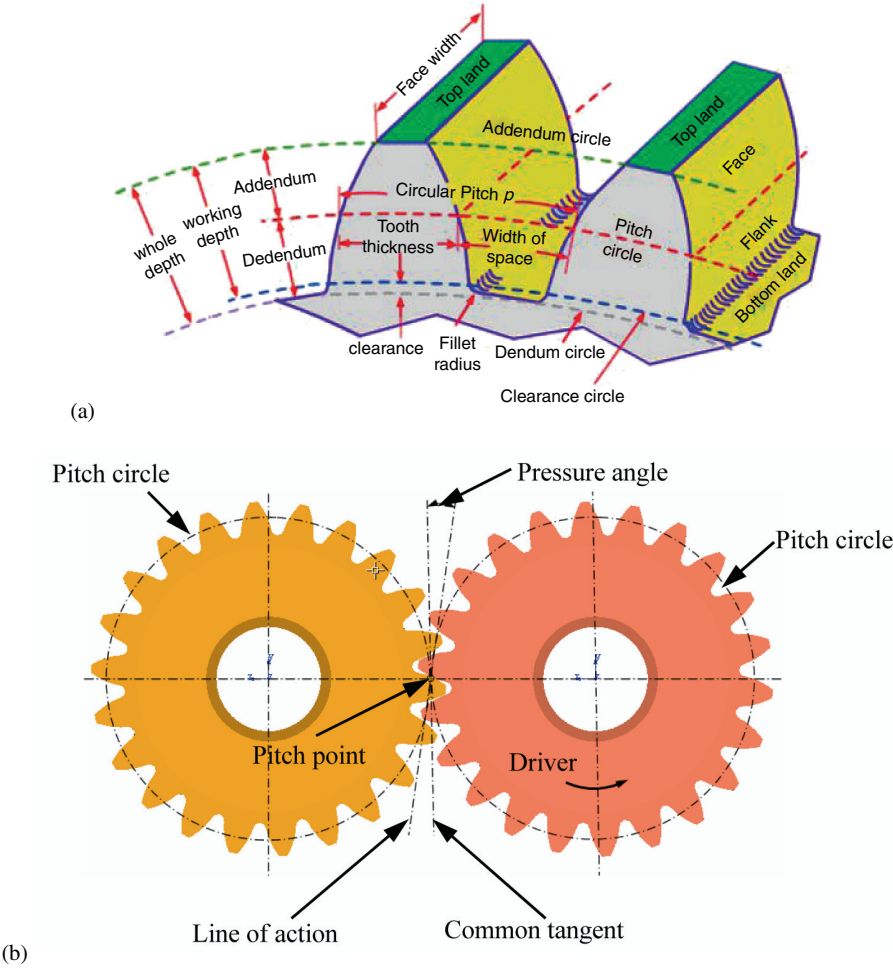 Face width
Top land
Top land
Addendum circle
Face
Addendum
Circular Pitch p
whole
depth
working
depth
Dedendum
Tooth
thickness
Width of
space
Pitch
circle
Flank
Bottom land
clearance
Fillet
radius
Dendum circle
Clearance circle
(a)
Pitch circle
Pressure angle
Pitch circle
Pitch point
Driver
Line of action
Common tangent
(b)